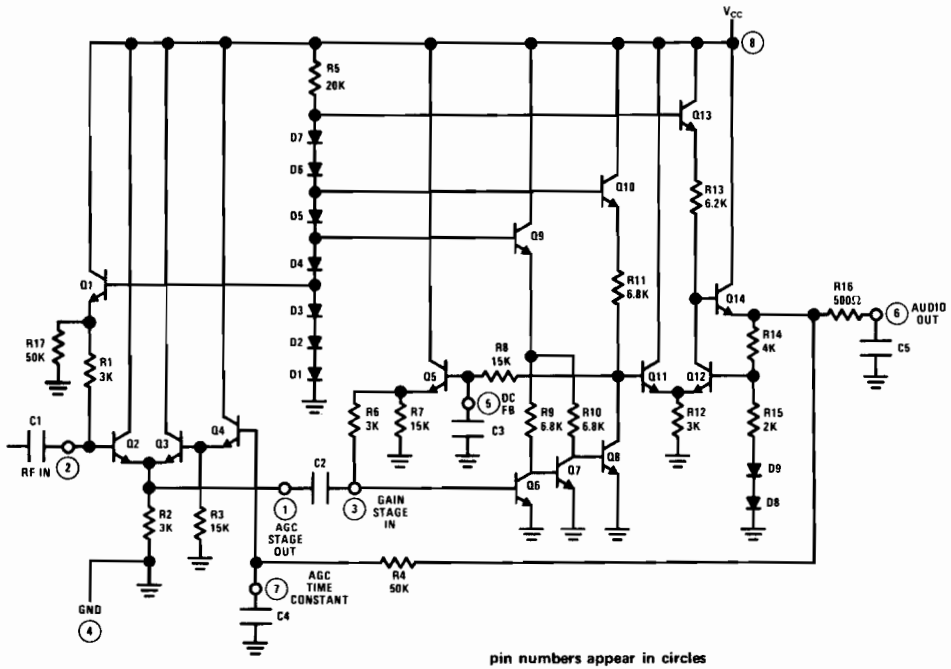 VCC
8
R5
20K
D7
D6
D5
D4
D3
D2
D1
Q13
R13
6.2K
Q10
Q9
R11
6.8K
Q1
R17
50K
R1
3K
C1
RF IN
2
Q2
Q3
Q4
R2
3K
R3
15K
GND
4
1
AGC
STAGE
OUT
C2
3
GAIN
STAGE
IN
R6
3K
R7
15K
Q5
R8
15K
5
DC
FB
C3
R9
6.8K
R10
6.8K
Q6
Q7
Q8
Q11
Q12
R12
3K
Q14
R14
4K
R15
2K
D9
D8
R16
500Ω
6
AUDIO
OUT
C5
R4
50K
7
AGC
TIME
CONSTANT
C4
pin numbers appear in circles